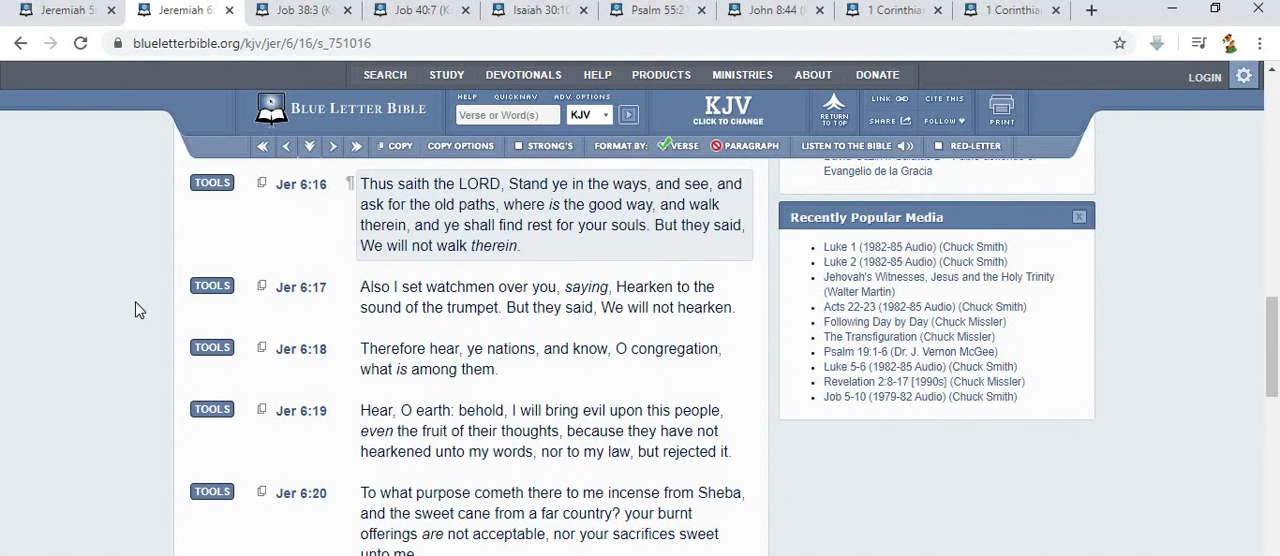 Jeremiah 5: Jeremiah 6: Job 38:3 (K Job 40:7 (K Isaiah 30:10 Psalm 55:21 John 8:44 ( 1 Corinthia 1 Corinthia
blueletterbible.org/kjv/jer/6/16/s_751016
SEARCH STUDY DEVOTIONALS HELP PRODUCTS MINISTRIES ABOUT DONATE LOGIN
HELP QUICKNAV ADV. OPTIONS
BLUE LETTER BIBLE Verse or Word(s) KJV
KJV
CLICK TO CHANGE
RETURN
TO TOP
LINK CITE THIS
SHARE FOLLOW PRINT
COPY COPY OPTIONS STRONG'S FORMAT BY: VERSE PARAGRAPH LISTEN TO THE BIBLE RED-LETTER
Evangelio de la Gracia
TOOLS Jer 6:16 ¶ Thus saith the LORD, Stand ye in the ways, and see, and
ask for the old paths, where is the good way, and walk
therein, and ye shall find rest for your souls. But they said,
We will not walk therein.
TOOLS Jer 6:17 Also I set watchmen over you, saying, Hearken to the
sound of the trumpet. But they said, We will not hearken.
TOOLS Jer 6:18 Therefore hear, ye nations, and know, O congregation,
what is among them.
TOOLS Jer 6:19 Hear, O earth: behold, I will bring evil upon this people,
even the fruit of their thoughts, because they have not
hearkened unto my words, nor to my law, but rejected it.
TOOLS Jer 6:20 To what purpose cometh there to me incense from Sheba,
and the sweet cane from a far country? your burnt
offerings are not acceptable, nor your sacrifices sweet
unto me.
Recently Popular Media x
Luke 1 (1982-85 Audio) (Chuck Smith)
Luke 2 (1982-85 Audio) (Chuck Smith)
Jehovah's Witnesses, Jesus and the Holy Trinity
(Walter Martin)
Acts 22-23 (1982-85 Audio) (Chuck Smith)
Following Day by Day (Chuck Missler)
The Transfiguration (Chuck Missler)
Psalm 19:1-6 (Dr. J. Vernon McGee)
Luke 5-6 (1982-85 Audio) (Chuck Smith)
Revelation 2:8-17 [1990s] (Chuck Missler)
Job 5-10 (1979-82 Audio) (Chuck Smith)